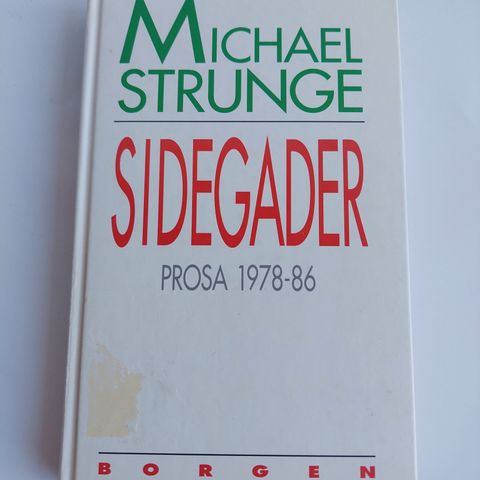 MICHAEL
STRUNGE
SIDEGADER
PROSA 1978-86
BORGEN